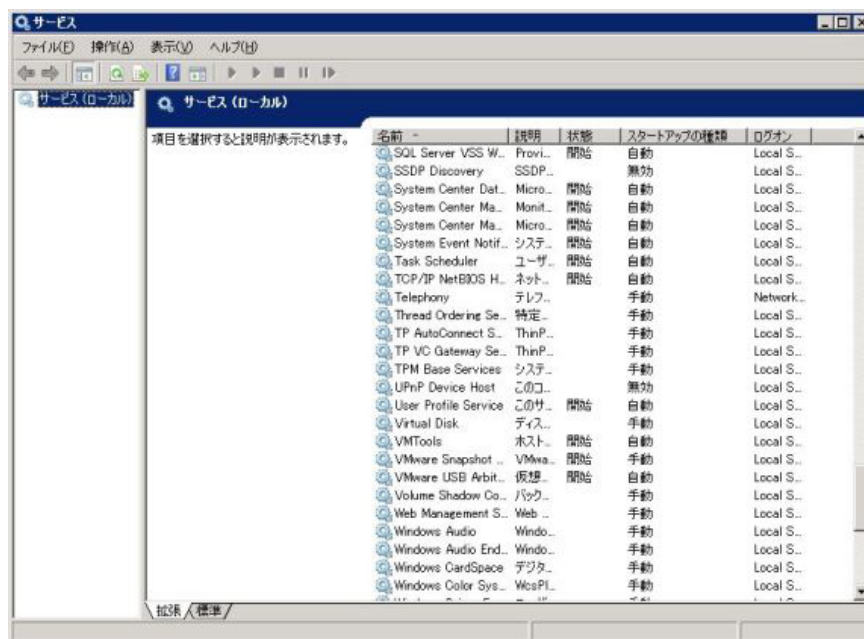 サービス
ファイル(F) 操作(A) 表示(V) ヘルプ(H)
サービス (ローカル)
サービス (ローカル)
項目を選択すると説明が表示されます。
名前 説明 状態 スタートアップの種類 ログオン
SQL Server VSS W... Provi... 開始 自動 Local S...
SSDP Discovery SSDP... 無効 Local S...
System Center Dat... Micro... 開始 自動 Local S...
System Center Ma... Monit... 開始 自動 Local S...
System Center Ma... Micro... 開始 自動 Local S...
System Event Notif... システ... 開始 自動 Local S...
Task Scheduler ユーザ... 開始 自動 Local S...
TCP/IP NetBIOS H... ネット... 開始 自動 Local S...
Telephony テレフ... 手動 Network...
Thread Ordering Se... 特定... 手動 Local S...
TP AutoConnect S... ThinP... 手動 Local S...
TP VC Gateway Se... ThinP... 手動 Local S...
TPM Base Services システ... 手動 Local S...
UPnP Device Host このコ... 無効 Local S...
User Profile Service このサ... 開始 自動 Local S...
Virtual Disk ディス... 手動 Local S...
VMTools ホスト... 開始 自動 Local S...
VMware Snapshot ... VMwa... 開始 手動 Local S...
VMware USB Arbit... 仮想... 開始 自動 Local S...
Volume Shadow Co... バック... 手動 Local S...
Web Management S... Web ... 手動 Local S...
Windows Audio Windo... 手動 Local S...
Windows Audio End... Windo... 手動 Local S...
Windows CardSpace デジタ... 手動 Local S...
Windows Color Sys... WcsPl... 手動 Local S...
拡張 標準